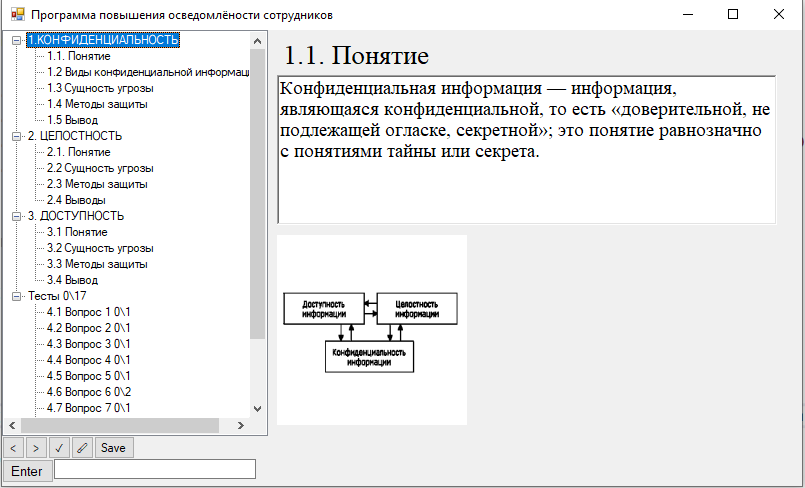 Программа повышения осведомлёности сотрудников
1.КОНФИДЕНЦИАЛЬНОСТЬ
1.1. Понятие
1.2 Виды конфиденциальной информаци
1.3 Сущность угрозы
1.4 Методы защиты
1.5 Вывод
2. ЦЕЛОСТНОСТЬ
2.1. Понятие
2.2 Сущность угрозы
2.3 Методы защиты
2.4 Выводы
3. ДОСТУПНОСТЬ
3.1 Понятие
3.2 Сущность угрозы
3.3 Методы защиты
3.4 Вывод
Тесты 0\17
4.1 Вопрос 1 0\1
4.2 Вопрос 2 0\1
4.3 Вопрос 3 0\1
4.4 Вопрос 4 0\1
4.5 Вопрос 5 0\1
4.6 Вопрос 6 0\2
4.7 Вопрос 7 0\1
< > ✓ Save
Enter
1.1. Понятие
Конфиденциальная информация — информация,
являющаяся конфиденциальной, то есть «доверительной, не
подлежащей огласке, секретной»; это понятие равнозначно
с понятиями тайны или секрета.
Доступность
информации
Целостность
информации
Конфиденциальность
информации